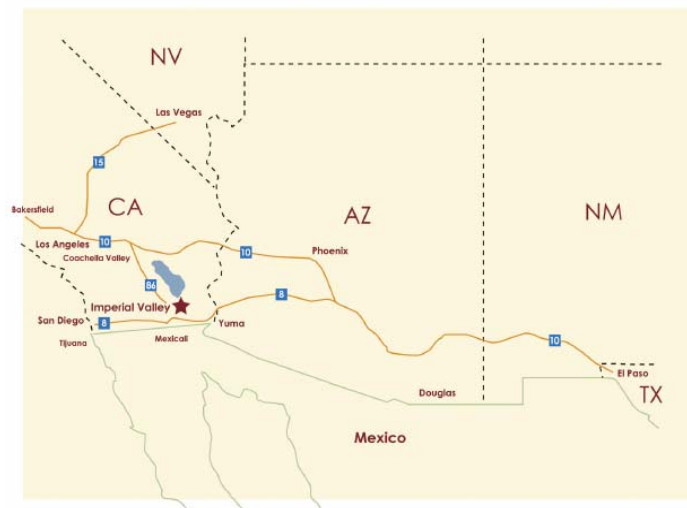 NV
Las Vegas
15
Bakersfield
CA
AZ
NM
Los Angeles
10
Coachella Valley
10
Phoenix
86
Imperial Valley
8
San Diego
8
Yuma
Tijuana
Mexicali
10
El Paso
Douglas
TX
Mexico